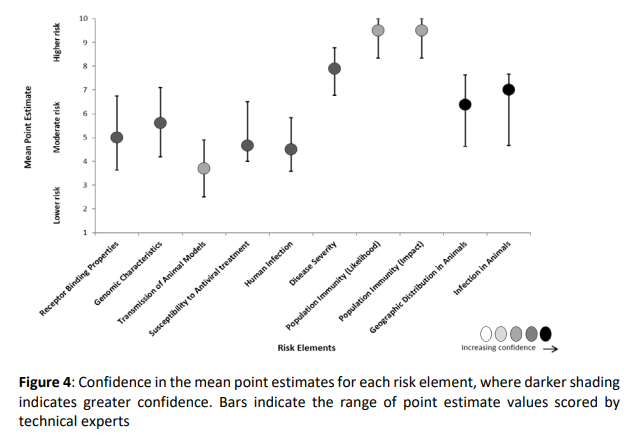 10
9
8
7
6
5
4
3
2
1
Higher risk
Moderate risk
Lower risk
Mean Point Estimate
Receptor Binding Properties
Genomic Characteristics
Transmission of Animal Models
Susceptibility to Antiviral treatment
Human Infection
Disease Severity
Population Immunity (Likelihood)
Population Immunity (Impact)
Geographic Distribution in Animals
Infection in Animals
Risk Elements
Increasing confidence
Figure 4: Confidence in the mean point estimates for each risk element, where darker shading
indicates greater confidence. Bars indicate the range of point estimate values scored by
technical experts